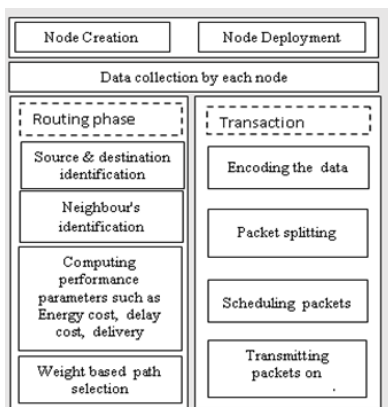 Node Creation
Node Deployment
Data collection by each node
Routing phase
Source & destination
identification
Neighbour's
identification
Computing
performance
parameters such as
Energy cost, delay
cost, delivery
Weight based path
selection
Transaction
Encoding the data
Packet splitting
Scheduling packets
Transmitting
packets on